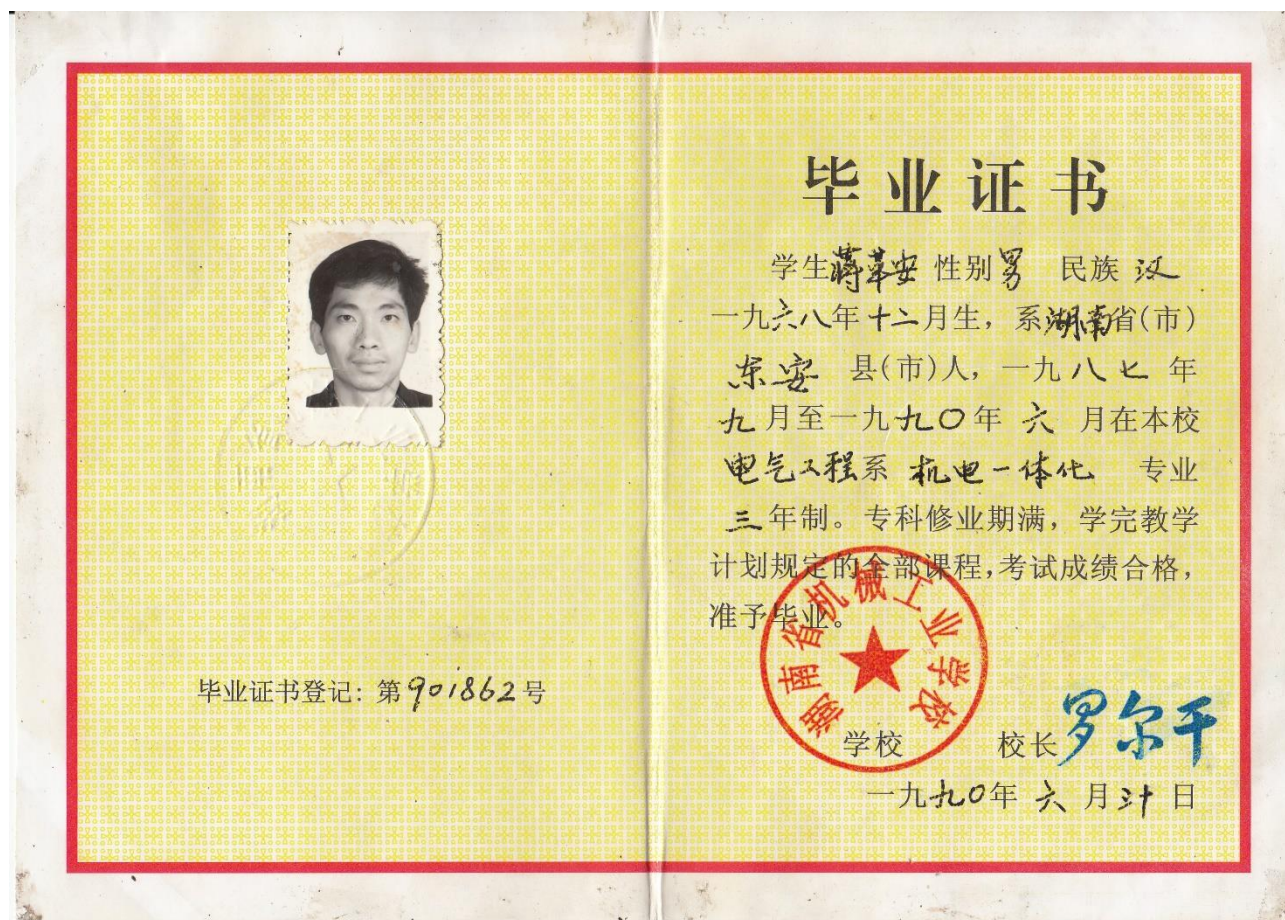 毕业证书登记: 第901862号
毕业证书
学生蒋革安 性别男 民族 汉
一九六八年十二月生，系湖南省(市)
东安 县(市)人，一九八七年
九月至一九九〇年 六 月在本校
电气工程系 机电一体化 专业
三年制。专科修业期满，学完教学
计划规定的全部课程，考试成绩合格，
准予毕业。
湖南省机械工业学校
学校 校长 罗尔干
一九九〇年 六 月 卅 日